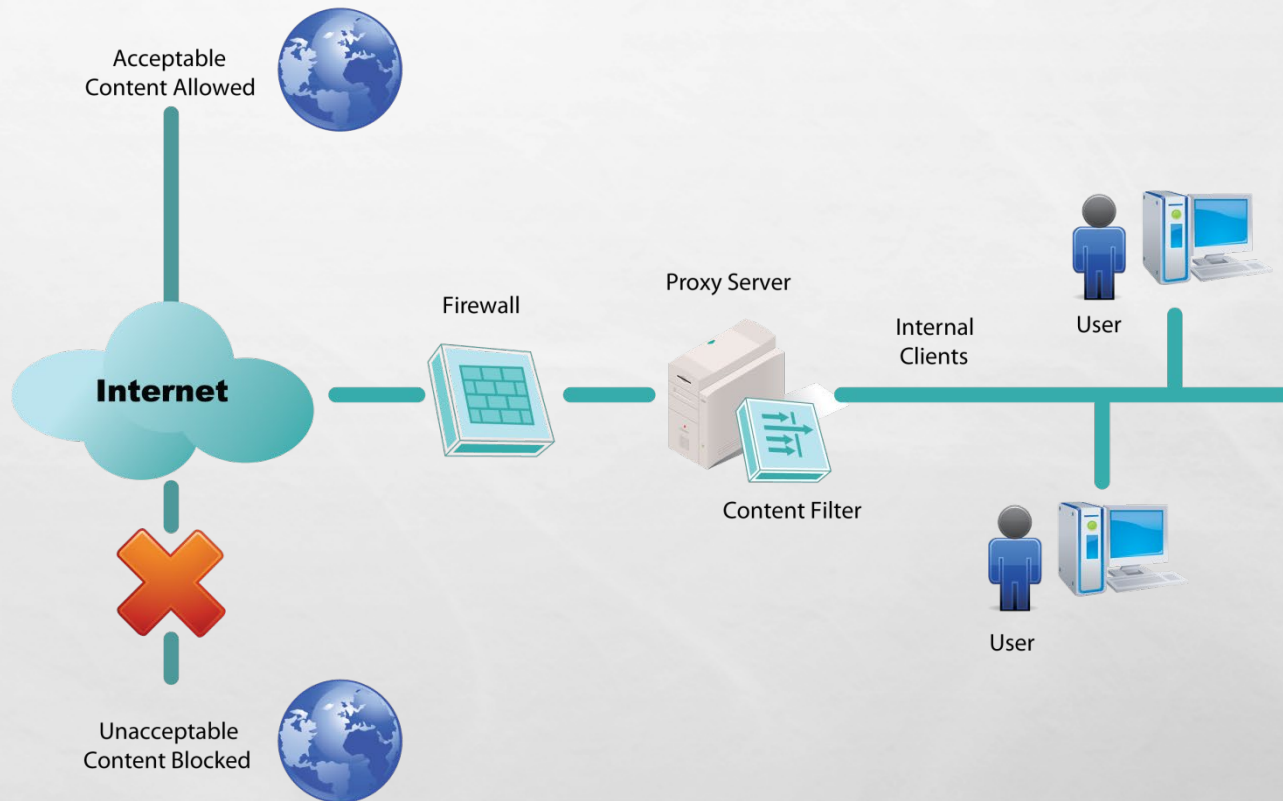 Acceptable
Content Allowed
Internet
Firewall
Proxy Server
Content Filter
Internal
Clients
User
User
Unacceptable
Content Blocked